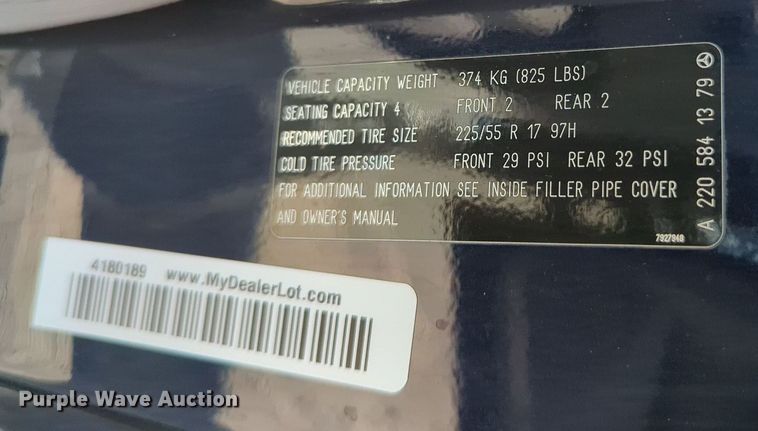 VEHICLE CAPACITY WEIGHT 374 KG (825 LBS)
SEATING CAPACITY 4 FRONT 2 REAR 2
RECOMMENDED TIRE SIZE 225/55 R 17 97H
COLD TIRE PRESSURE FRONT 29 PSI REAR 32 PSI
FOR ADDITIONAL INFORMATION SEE INSIDE FILLER PIPE COVER
AND OWNER'S MANUAL
7927948
A 220 584 13 79
4180189 www.MyDealerLot.com
Purple Wave Auction